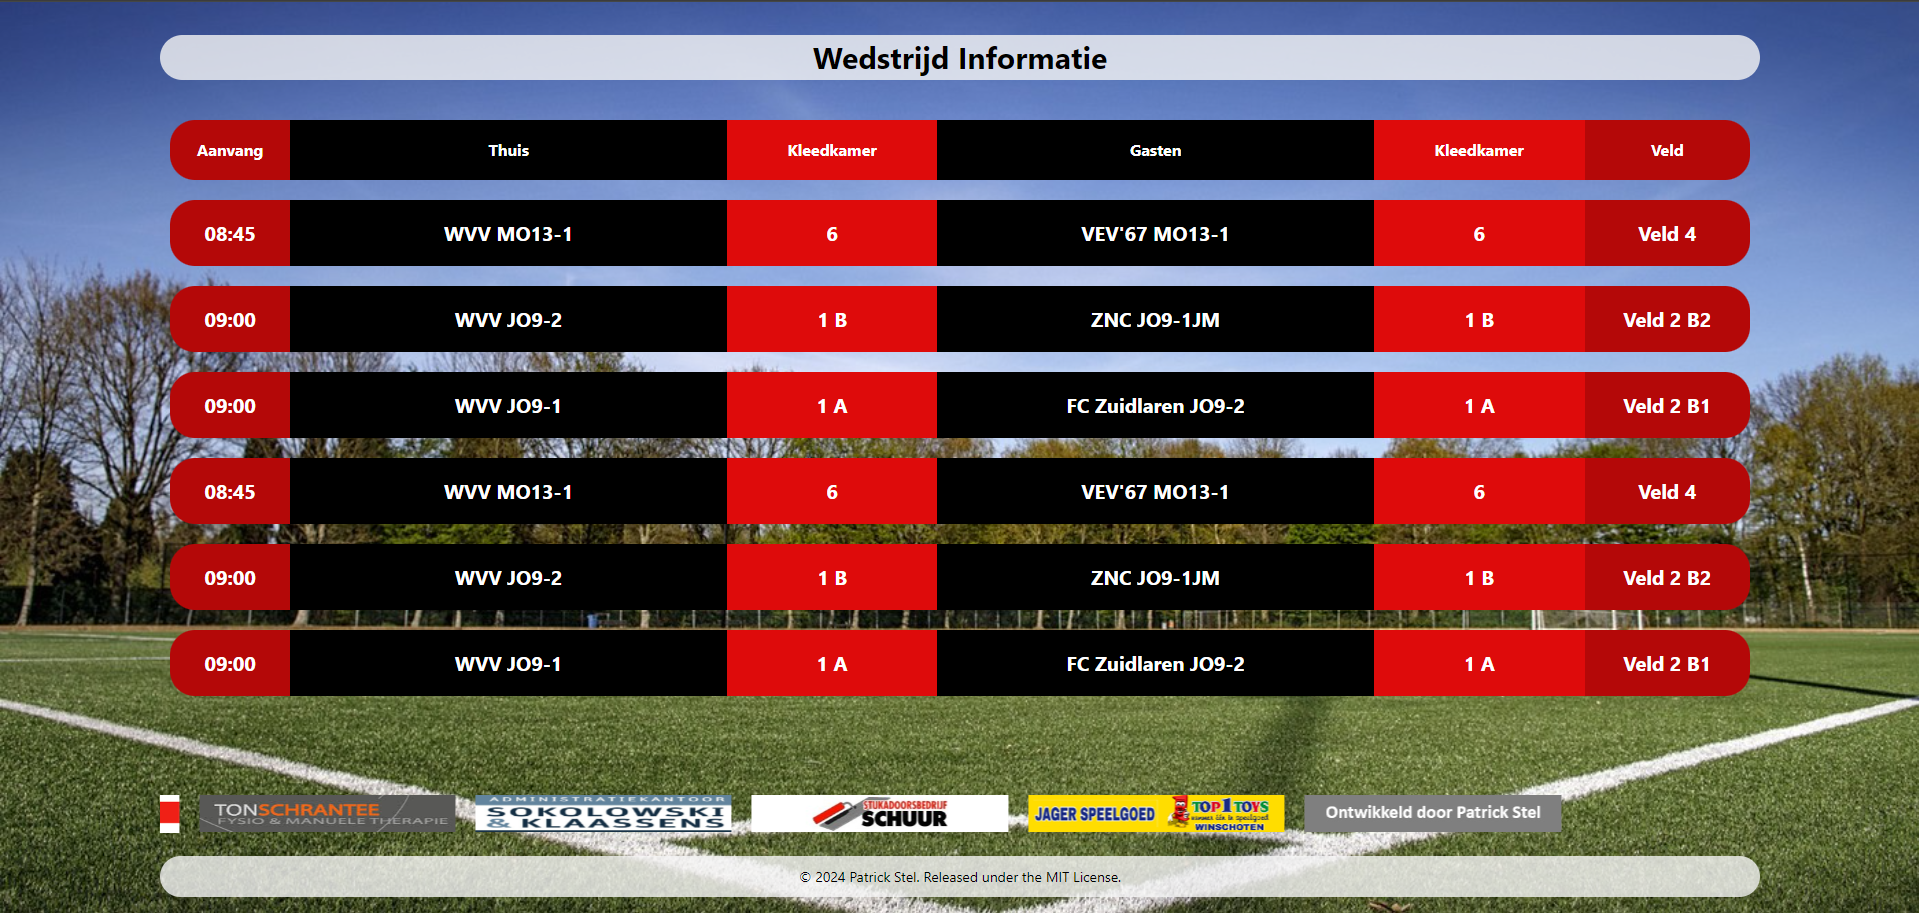 Wedstrijd Informatie
Aanvang Thuis Kleedkamer Gasten Kleedkamer Veld
08:45 WVV MO13-1 6 VEV'67 MO13-1 6 Veld 4
09:00 WVV JO9-2 1 B ZNC JO9-1JM 1 B Veld 2 B2
09:00 WVV JO9-1 1 A FC Zuidlaren JO9-2 1 A Veld 2 B1
08:45 WVV MO13-1 6 VEV'67 MO13-1 6 Veld 4
09:00 WVV JO9-2 1 B ZNC JO9-1JM 1 B Veld 2 B2
09:00 WVV JO9-1 1 A FC Zuidlaren JO9-2 1 A Veld 2 B1
TONSCHRANTEE
FYSIO & MANUELE THERAPIE
ADMINISTRATIEKANTOOR
SOKOLOWSKI
& KLAASSENS
STUKADOORSBEDRIJF
SCHUUR
JAGER SPEELGOED
TOP1TOYS
nummer één in speelgoed
WINSCHOTEN
Ontwikkeld door Patrick Stel
© 2024 Patrick Stel. Released under the MIT License.